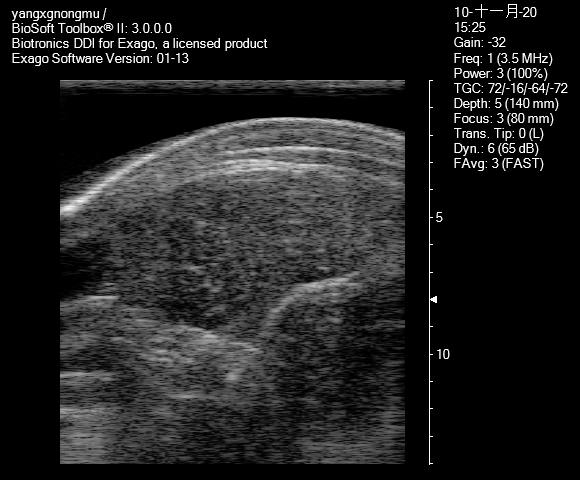 yangxgnongmu /
BioSoft Toolbox® II: 3.0.0.0
Biotronics DDI for Exago, a licensed product
Exago Software Version: 01-13
10-十一月-20
15:25
Gain: -32
Freq: 1 (3.5 MHz)
Power: 3 (100%)
TGC: 72/-16/-64/-72
Depth: 5 (140 mm)
Focus: 3 (80 mm)
Trans. Tip: 0 (L)
Dyn.: 6 (65 dB)
FAvg: 3 (FAST)
5
10